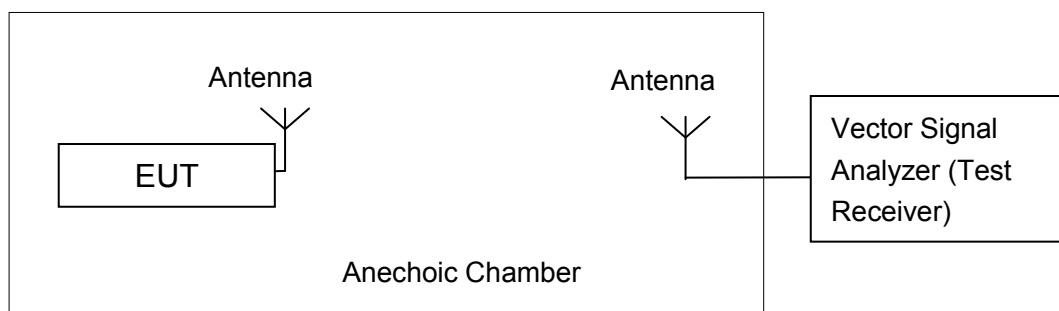 Antenna
Antenna
EUT
Vector Signal
Analyzer (Test
Receiver)
Anechoic Chamber